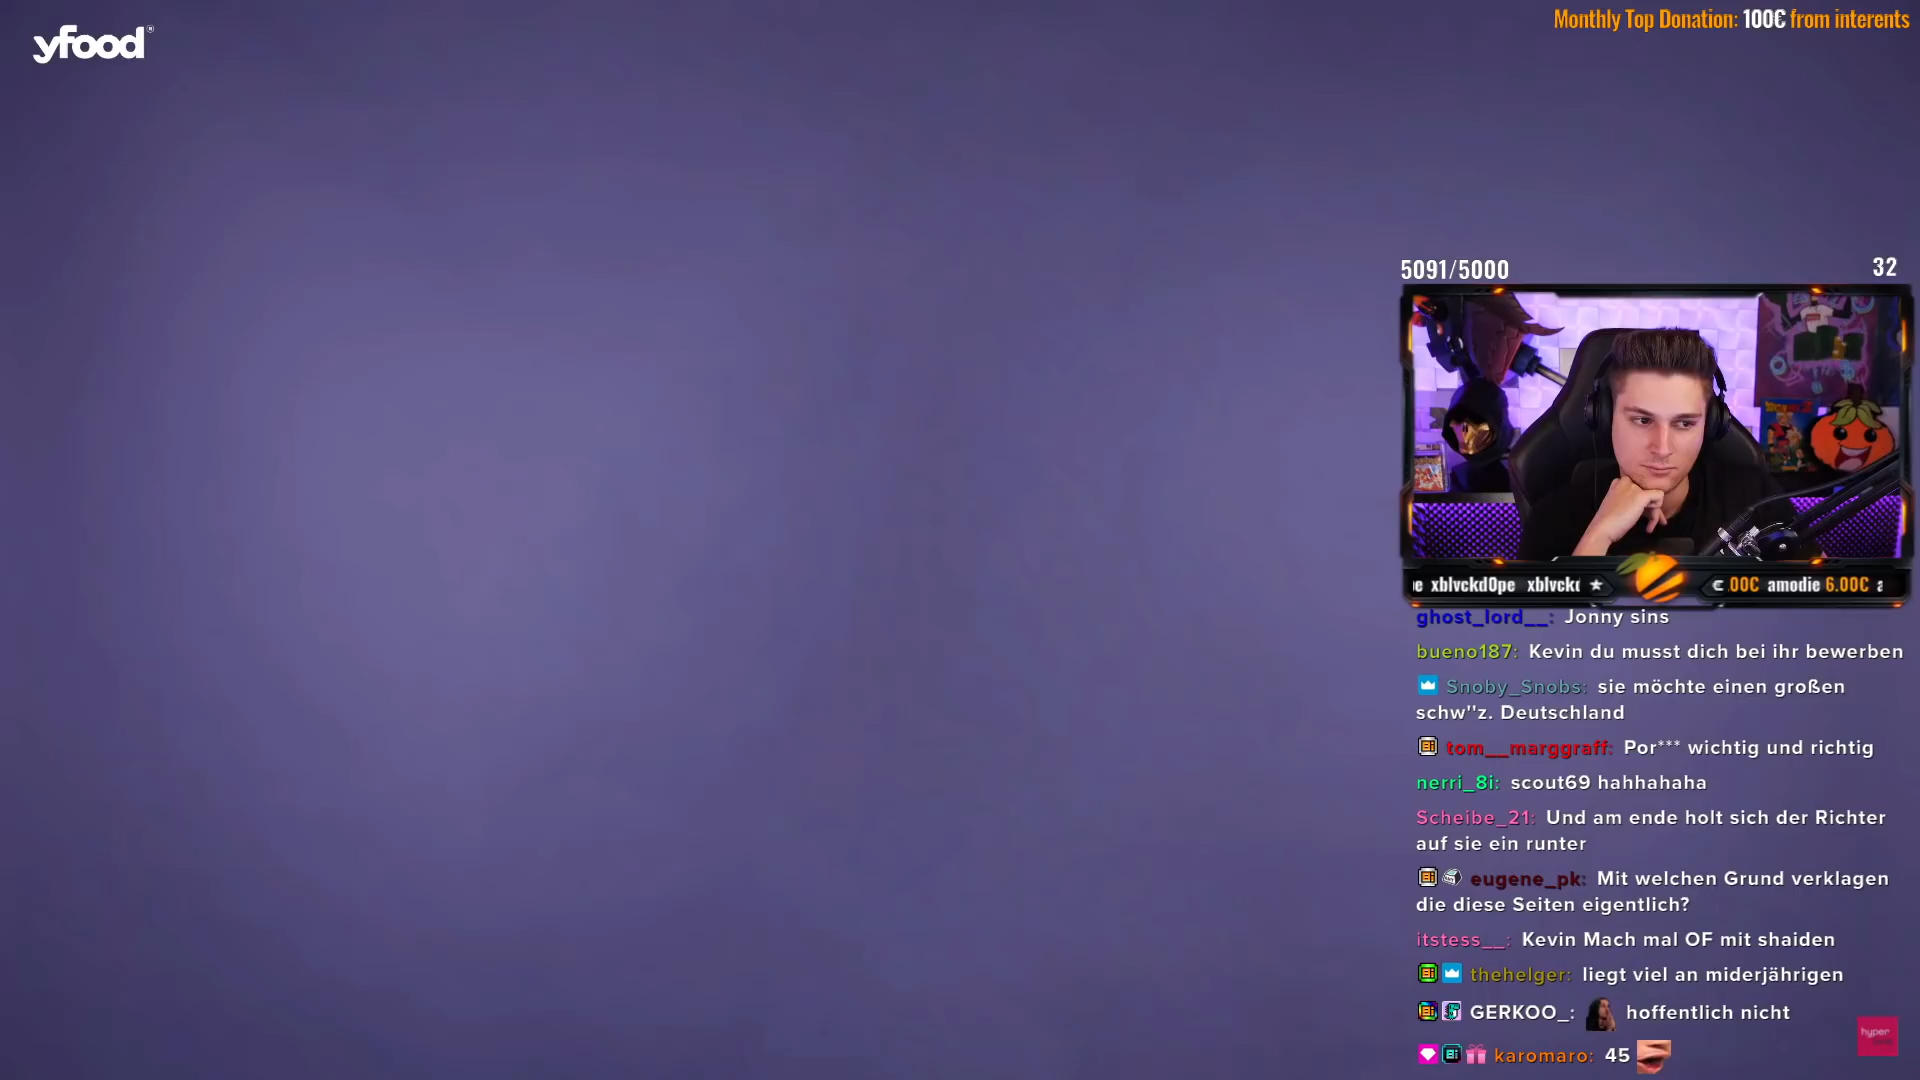 yfood
Monthly Top Donation: 100€ from interents
5091/5000
32
xblvckd0pe xblvck
.00€ amodie 6.00€
ghost_lord__: Jonny sins
bueno187: Kevin du musst dich bei ihr bewerben
Snoby_Snobs: sie möchte einen großen
schw"z. Deutschland
tom__marggraff: Por*** wichtig und richtig
nerri_8i: scout69 hahhahaha
Scheibe_21: Und am ende holt sich der Richter
auf sie ein runter
eugene_pk: Mit welchen Grund verklagen
die diese Seiten eigentlich?
itstess__: Kevin Mach mal OF mit shaiden
thehelger: liegt viel an miderjährigen
GERKOO_: hoffentlich nicht
hyper
karomaro: 45